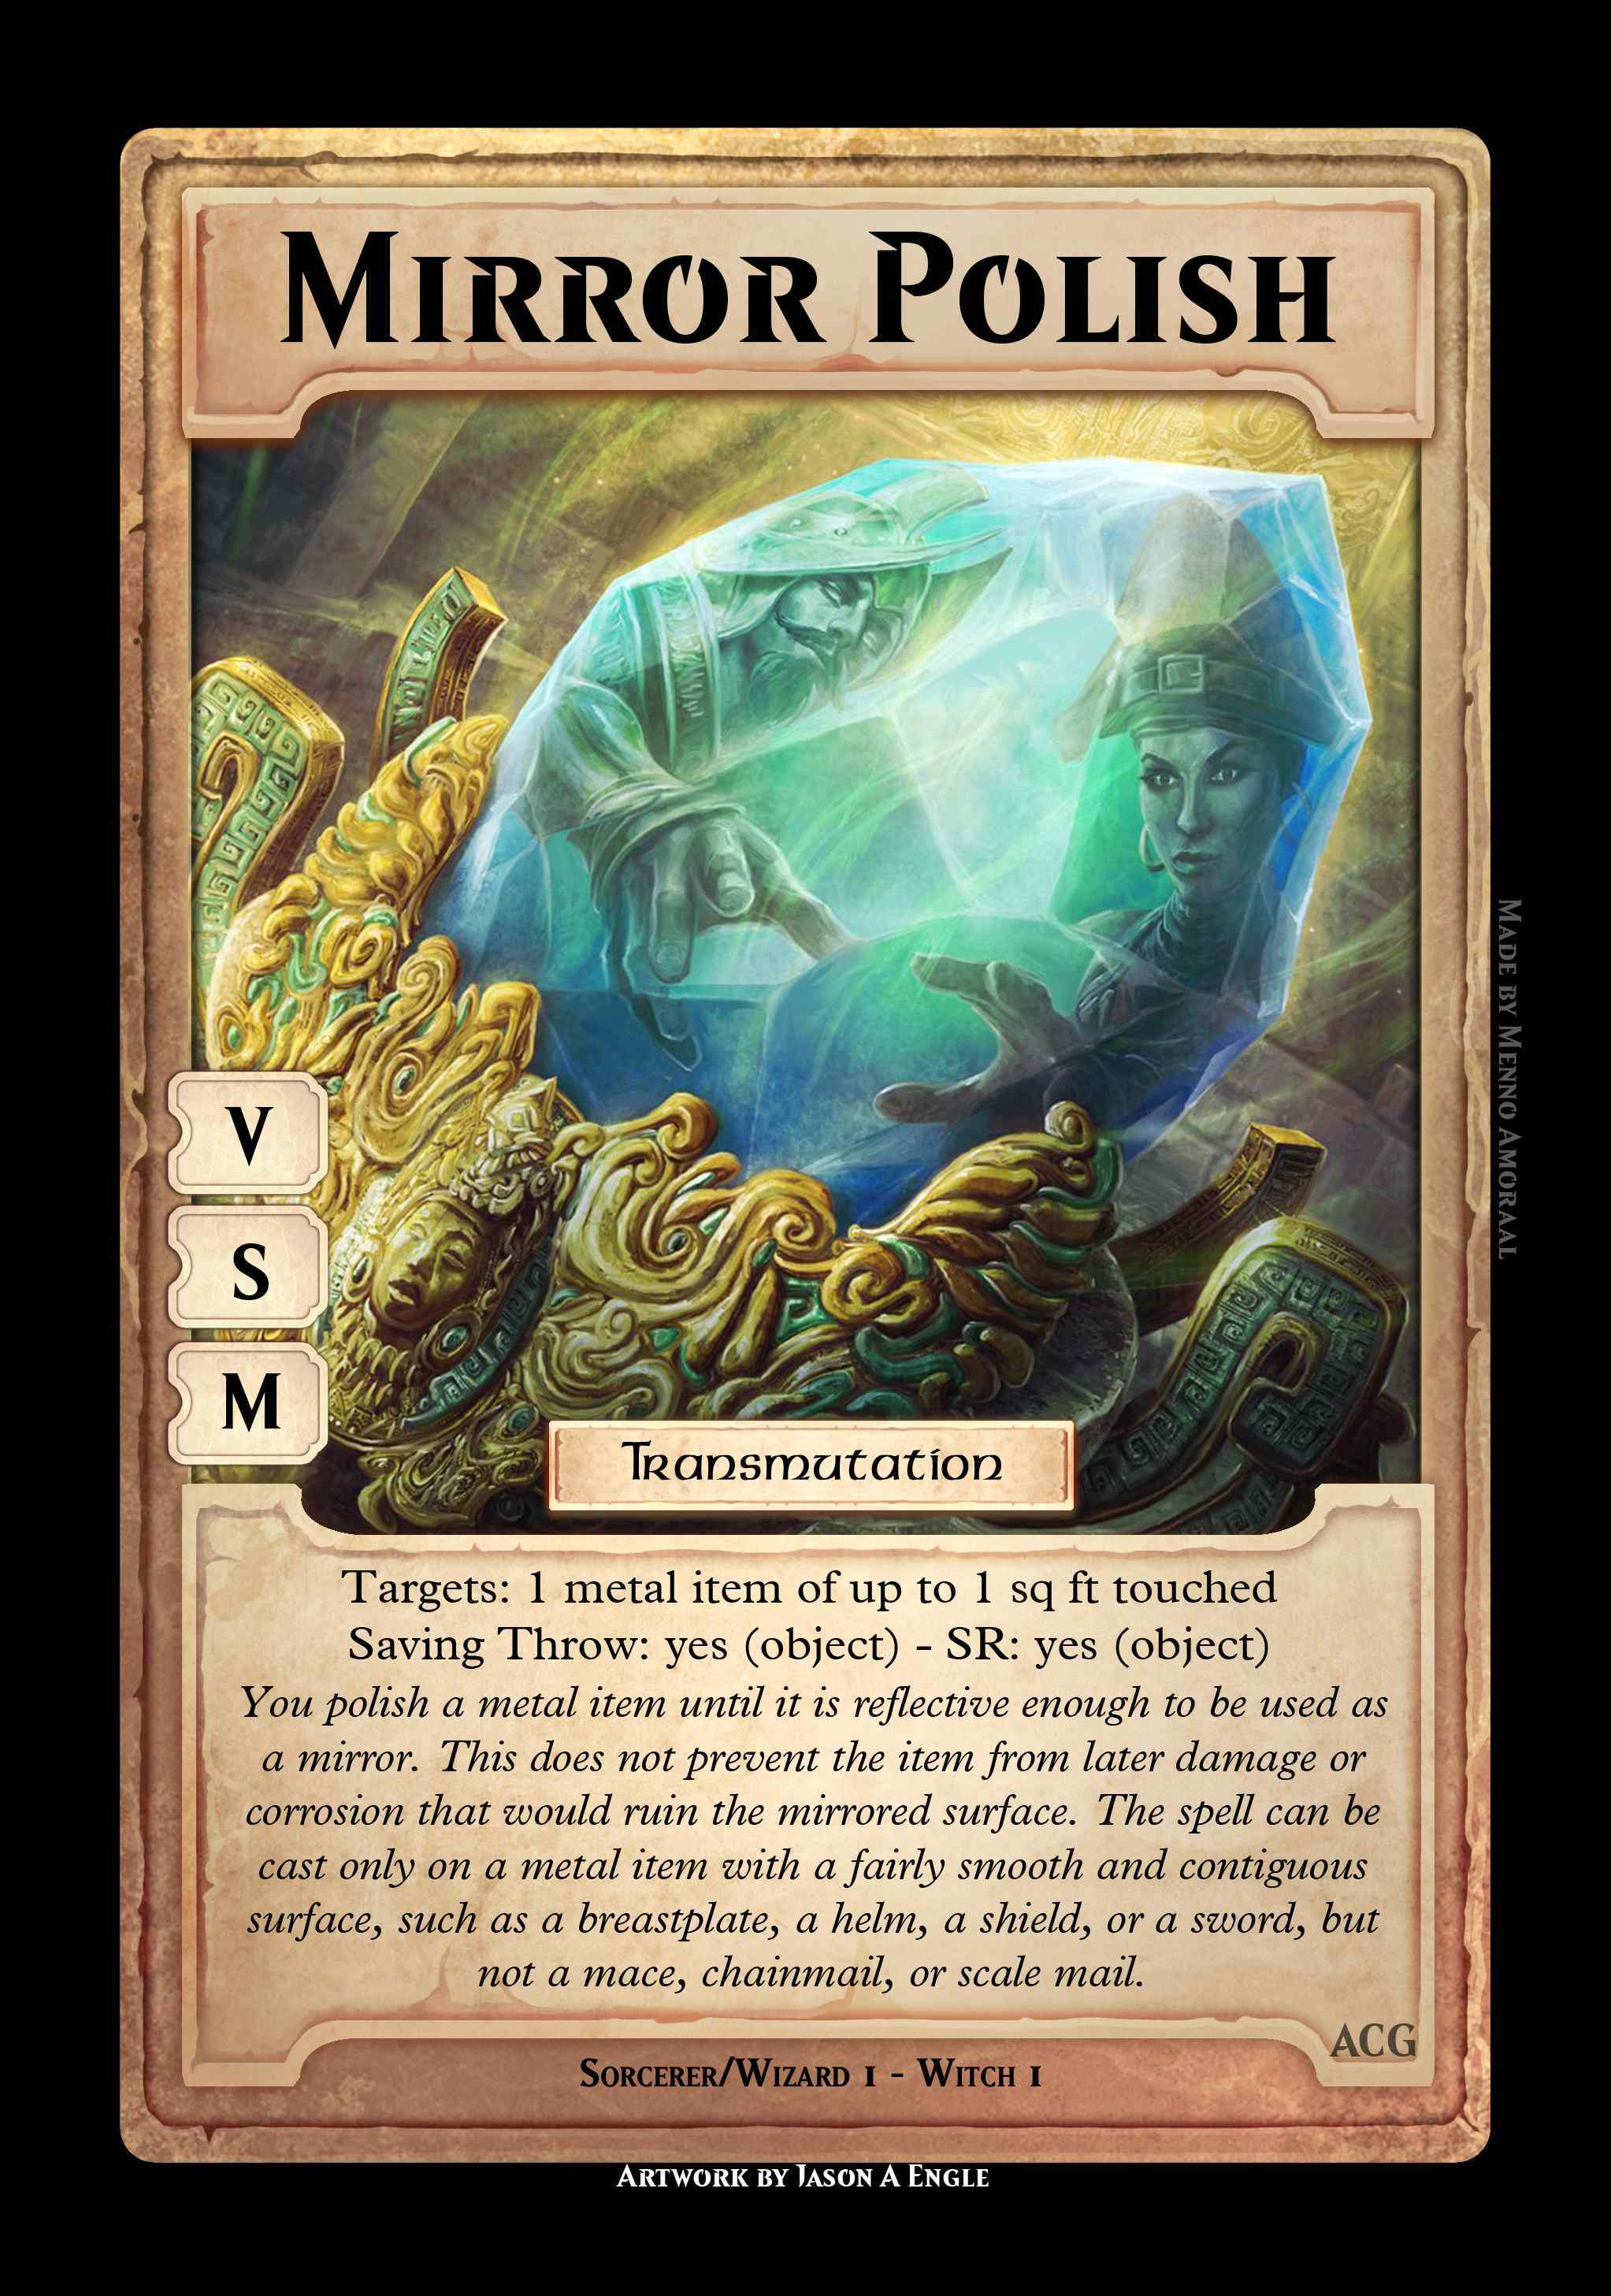 Mirror Polish
V
S
M
Transmutation
Targets: 1 metal item of up to 1 sq ft touched
Saving Throw: yes (object) - SR: yes (object)
You polish a metal item until it is reflective enough to be used as
a mirror. This does not prevent the item from later damage or
corrosion that would ruin the mirrored surface. The spell can be
cast only on a metal item with a fairly smooth and contiguous
surface, such as a breastplate, a helm, a shield, or a sword, but
not a mace, chainmail, or scale mail.
ACG
Sorcerer/Wizard 1 - Witch 1
Artwork by Jason A Engle
Made by Menno Amoraal